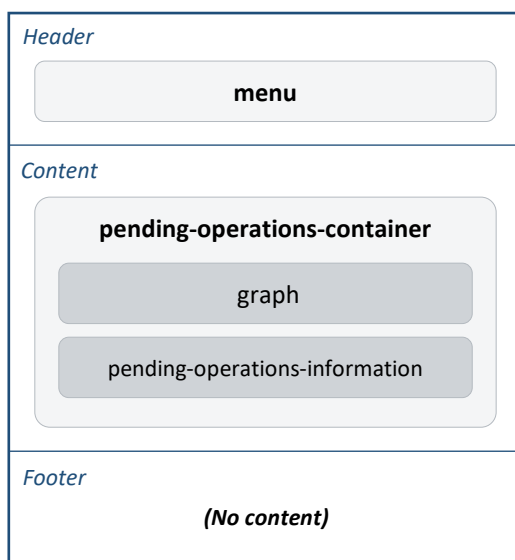 Header
menu
Content
pending-operations-container
graph
pending-operations-information
Footer
(No content)